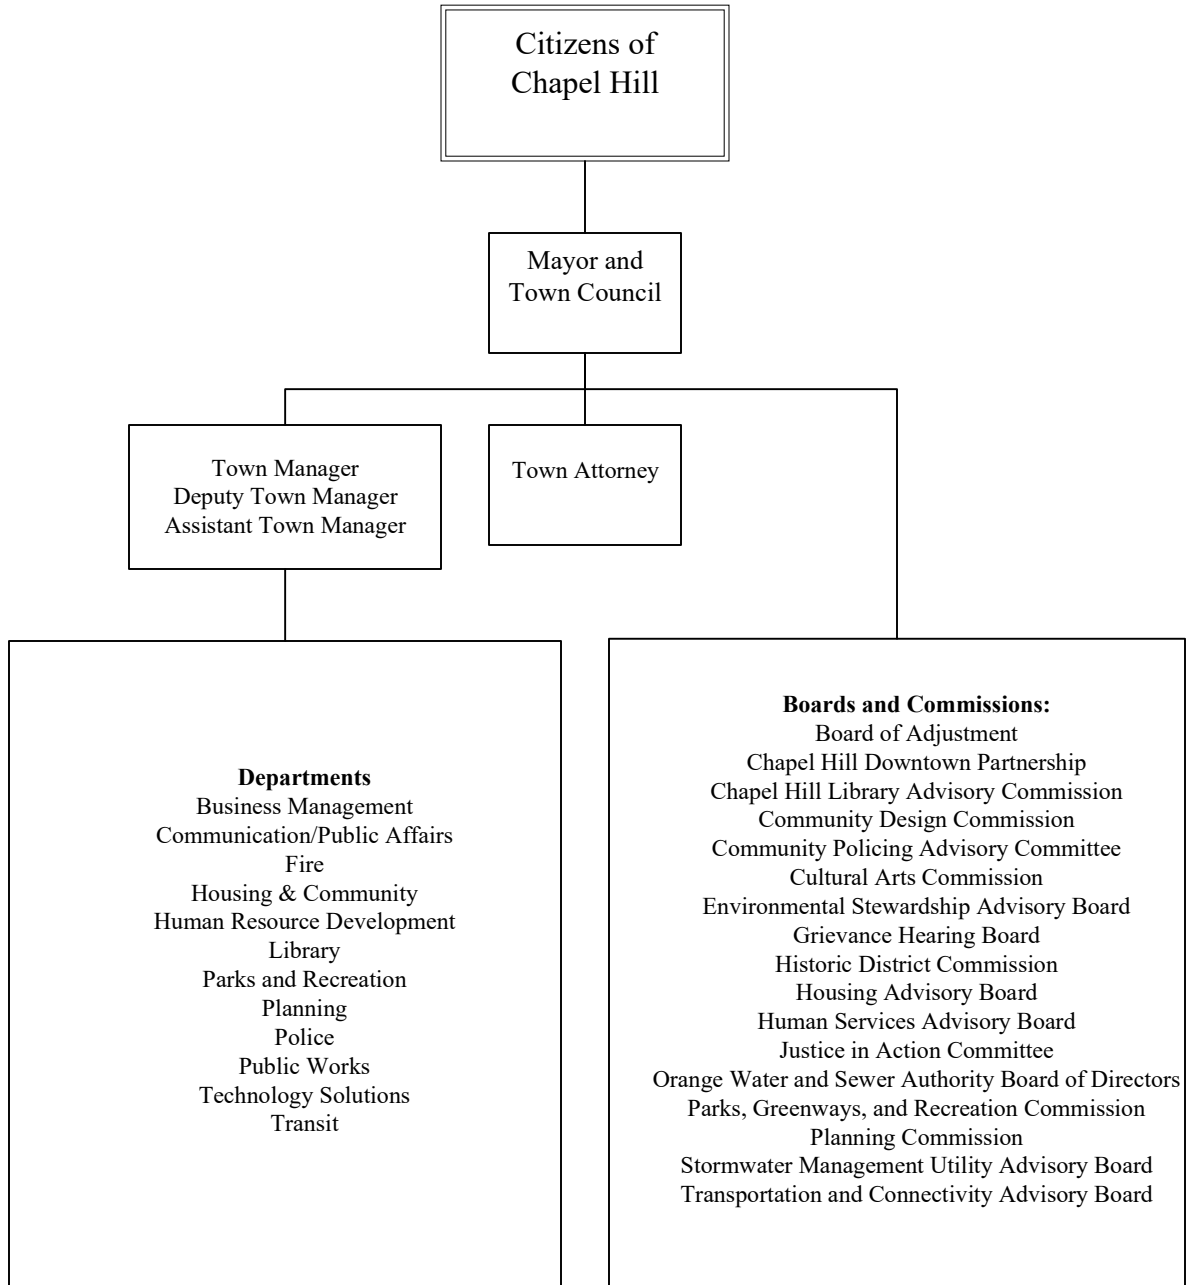 Citizens of
Chapel Hill
Mayor and
Town Council
Town Manager
Deputy Town Manager
Assistant Town Manager
Town Attorney
Departments
Business Management
Communication/Public Affairs
Fire
Housing & Community
Human Resource Development
Library
Parks and Recreation
Planning
Police
Public Works
Technology Solutions
Transit
Boards and Commissions:
Board of Adjustment
Chapel Hill Downtown Partnership
Chapel Hill Library Advisory Commission
Community Design Commission
Community Policing Advisory Committee
Cultural Arts Commission
Environmental Stewardship Advisory Board
Grievance Hearing Board
Historic District Commission
Housing Advisory Board
Human Services Advisory Board
Justice in Action Committee
Orange Water and Sewer Authority Board of Directors
Parks, Greenways, and Recreation Commission
Planning Commission
Stormwater Management Utility Advisory Board
Transportation and Connectivity Advisory Board